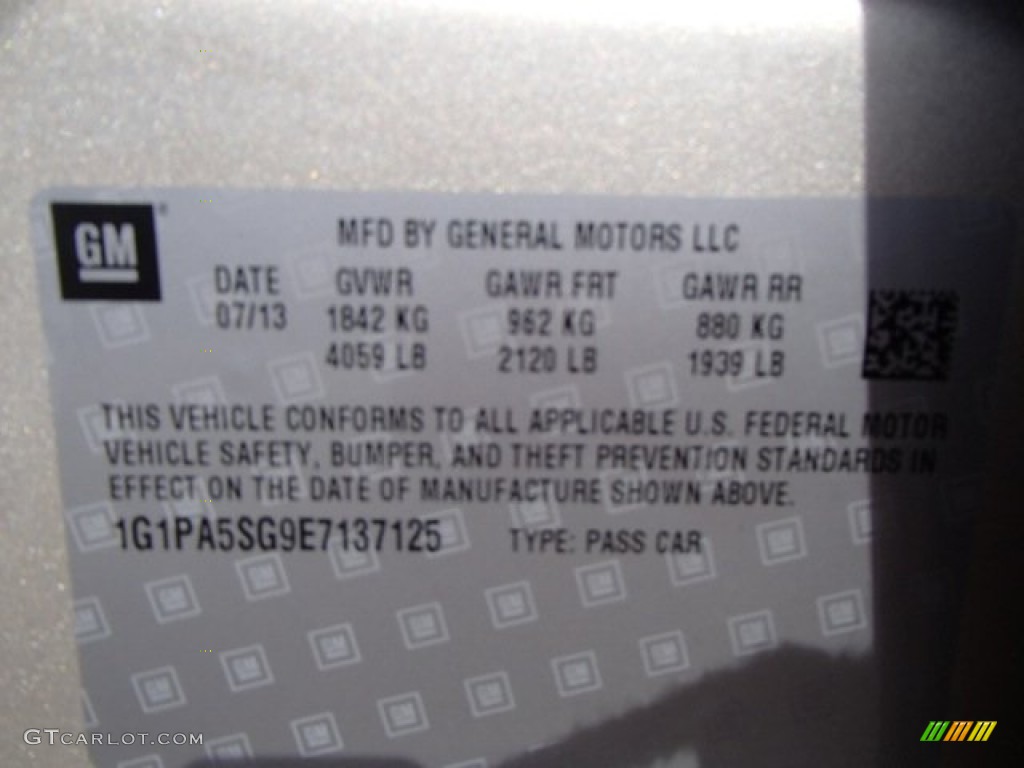 GM
MFD BY GENERAL MOTORS LLC
DATE GVWR GAWR FRT GAWR RR
07/13 1842 KG 962 KG 880 KG
4059 LB 2120 LB 1939 LB
THIS VEHICLE CONFORMS TO ALL APPLICABLE U.S. FEDERAL MOTOR
VEHICLE SAFETY, BUMPER, AND THEFT PREVENTION STANDARDS IN
EFFECT ON THE DATE OF MANUFACTURE SHOWN ABOVE.
1G1PA5SG9E7137125 TYPE: PASS CAR
GTCARLOT.COM